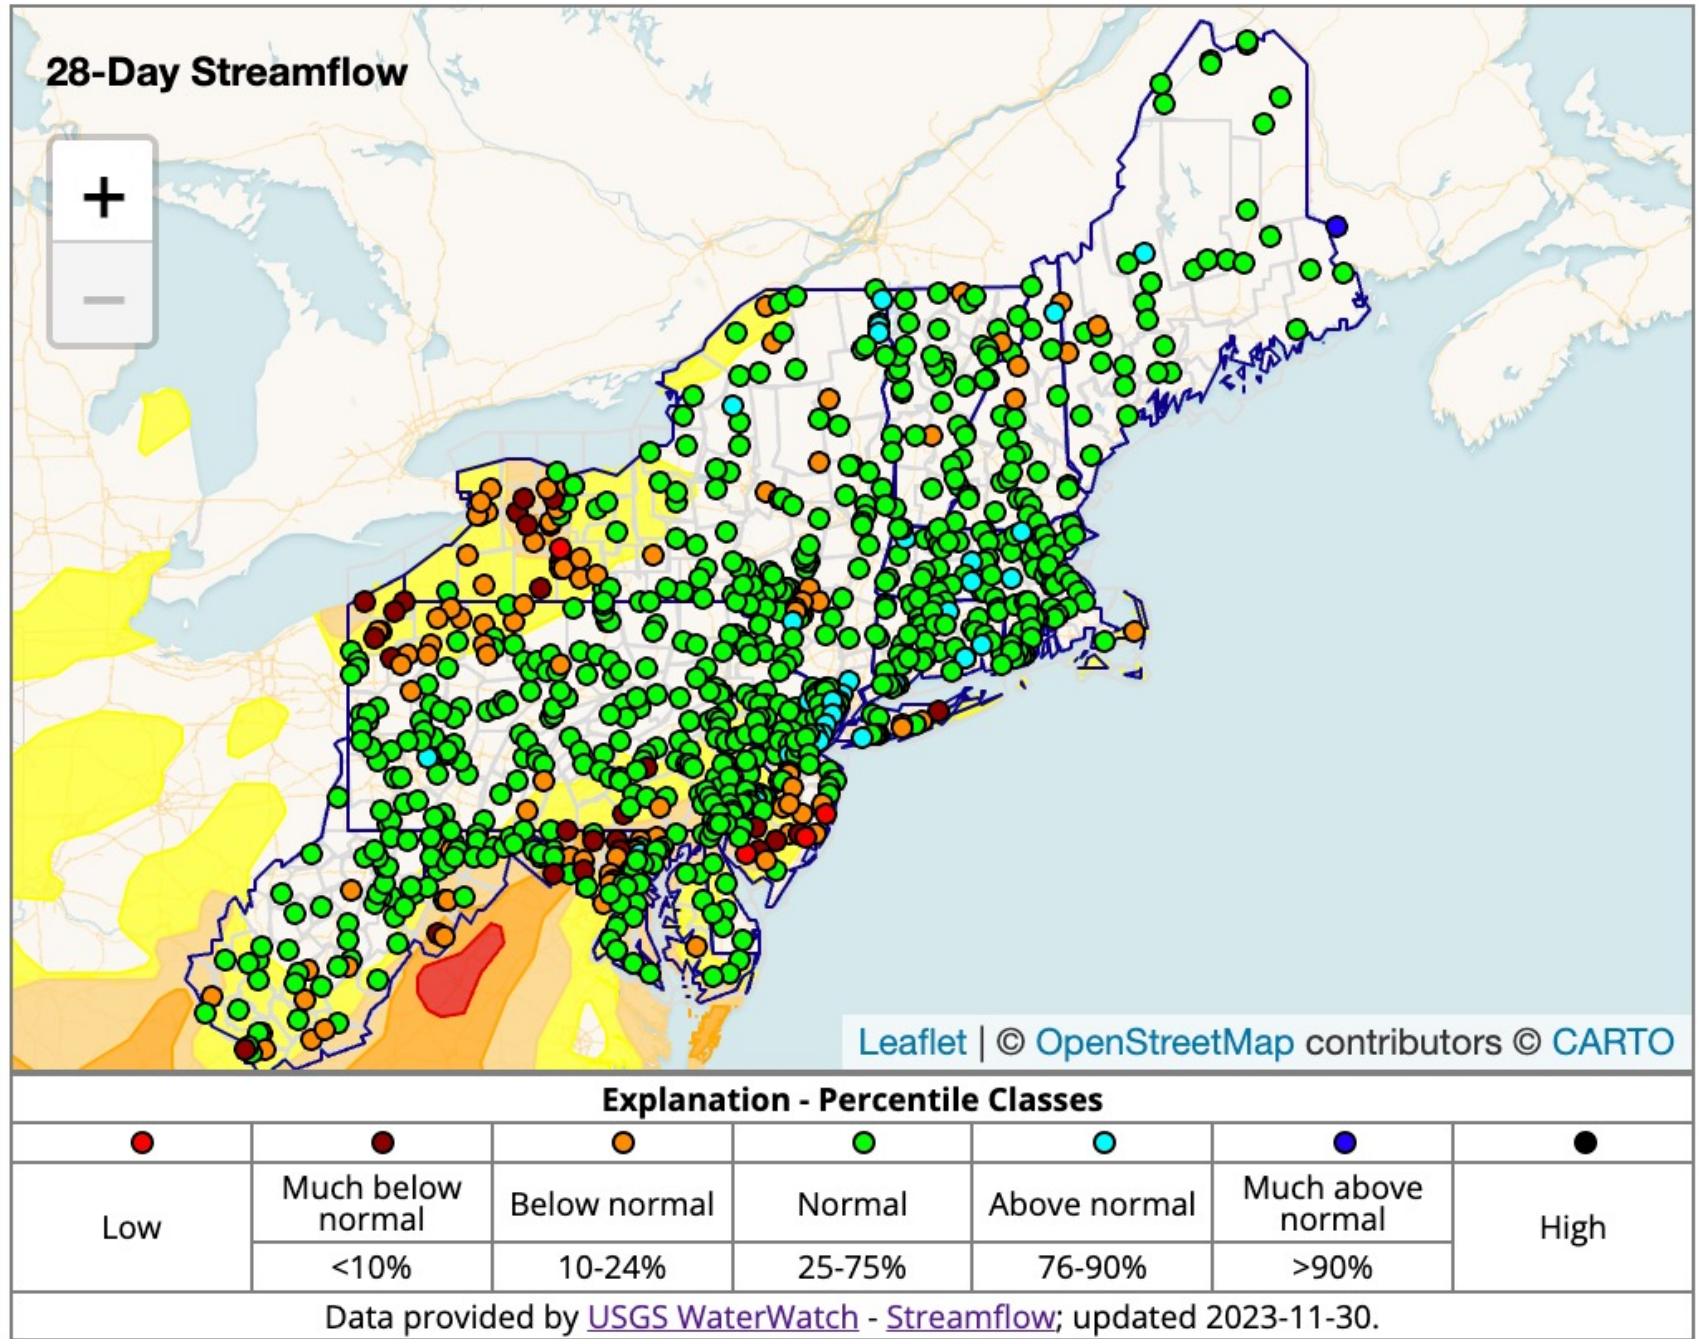 28-Day Streamflow
+
−
Leaflet | © OpenStreetMap contributors © CARTO
Explanation - Percentile Classes
Low
Much below
normal
<10%
Below normal
10-24%
Normal
25-75%
Above normal
76-90%
Much above
normal
>90%
High
Data provided by USGS WaterWatch - Streamflow; updated 2023-11-30.